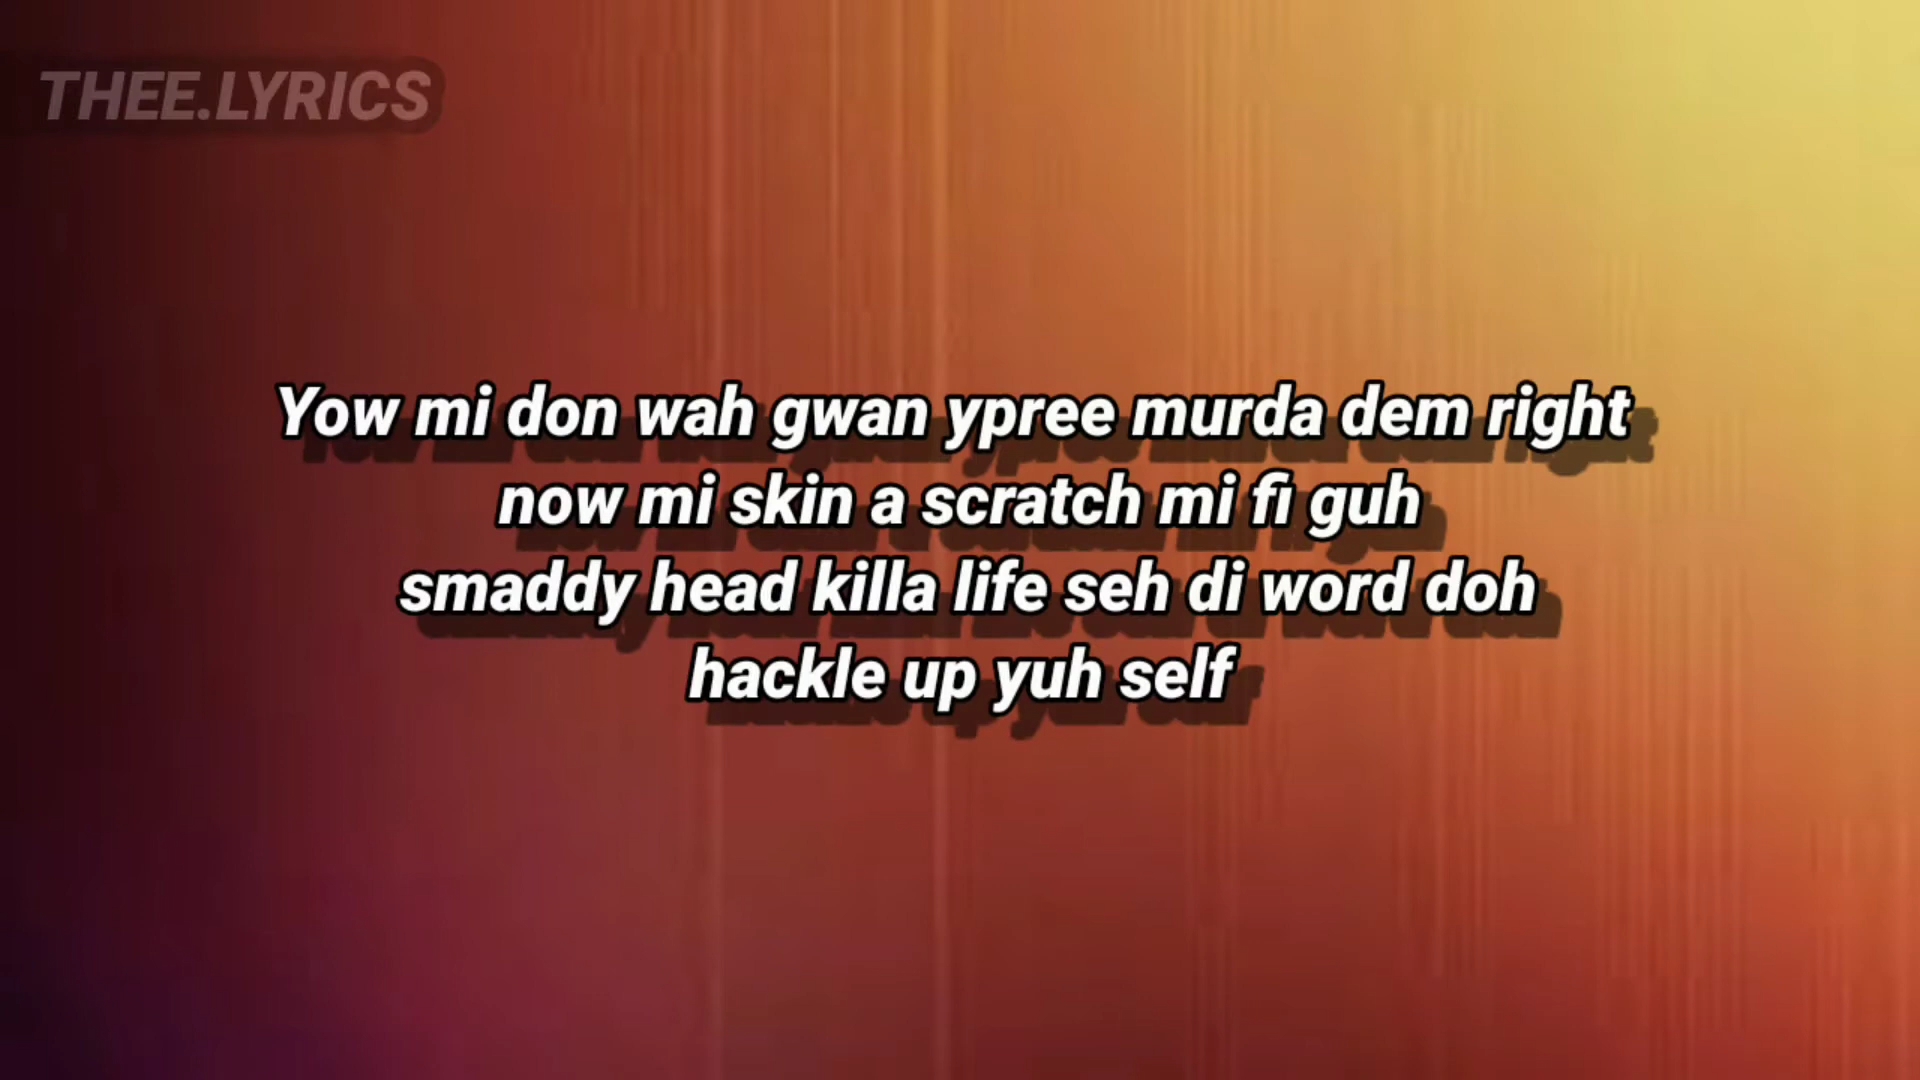 THEE.LYRICS
Yow mi don wah gwan ypree murda dem right
now mi skin a scratch mi fi guh
smaddy head killa life seh di word doh
hackle up yuh self